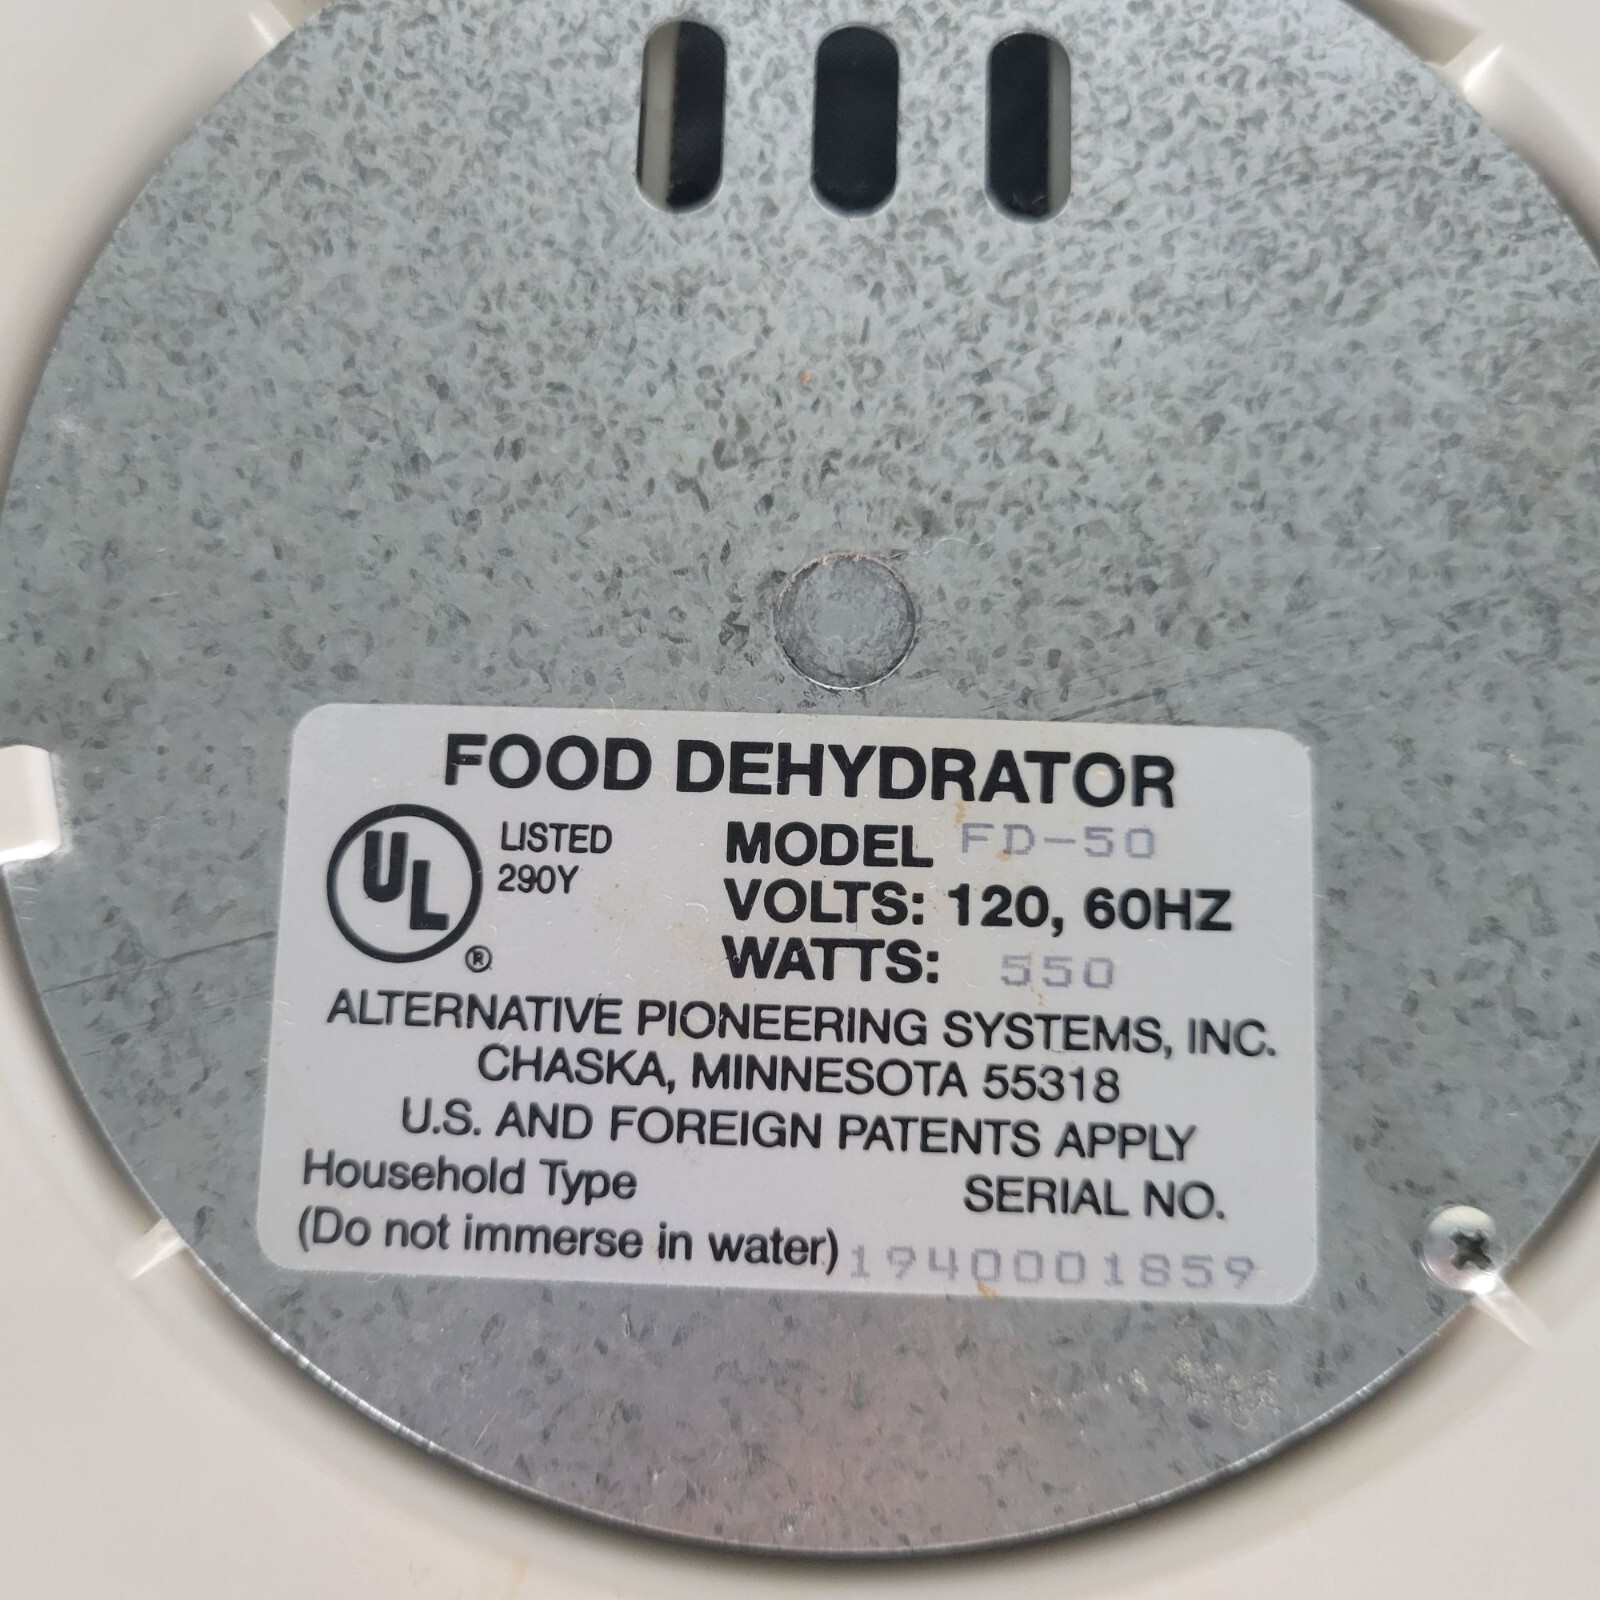 FOOD DEHYDRATOR
UL ® LISTED 290Y
MODEL FD-50
VOLTS: 120, 60HZ
WATTS: 550
ALTERNATIVE PIONEERING SYSTEMS, INC.
CHASKA, MINNESOTA 55318
U.S. AND FOREIGN PATENTS APPLY
Household Type SERIAL NO.
(Do not immerse in water) 1940001859